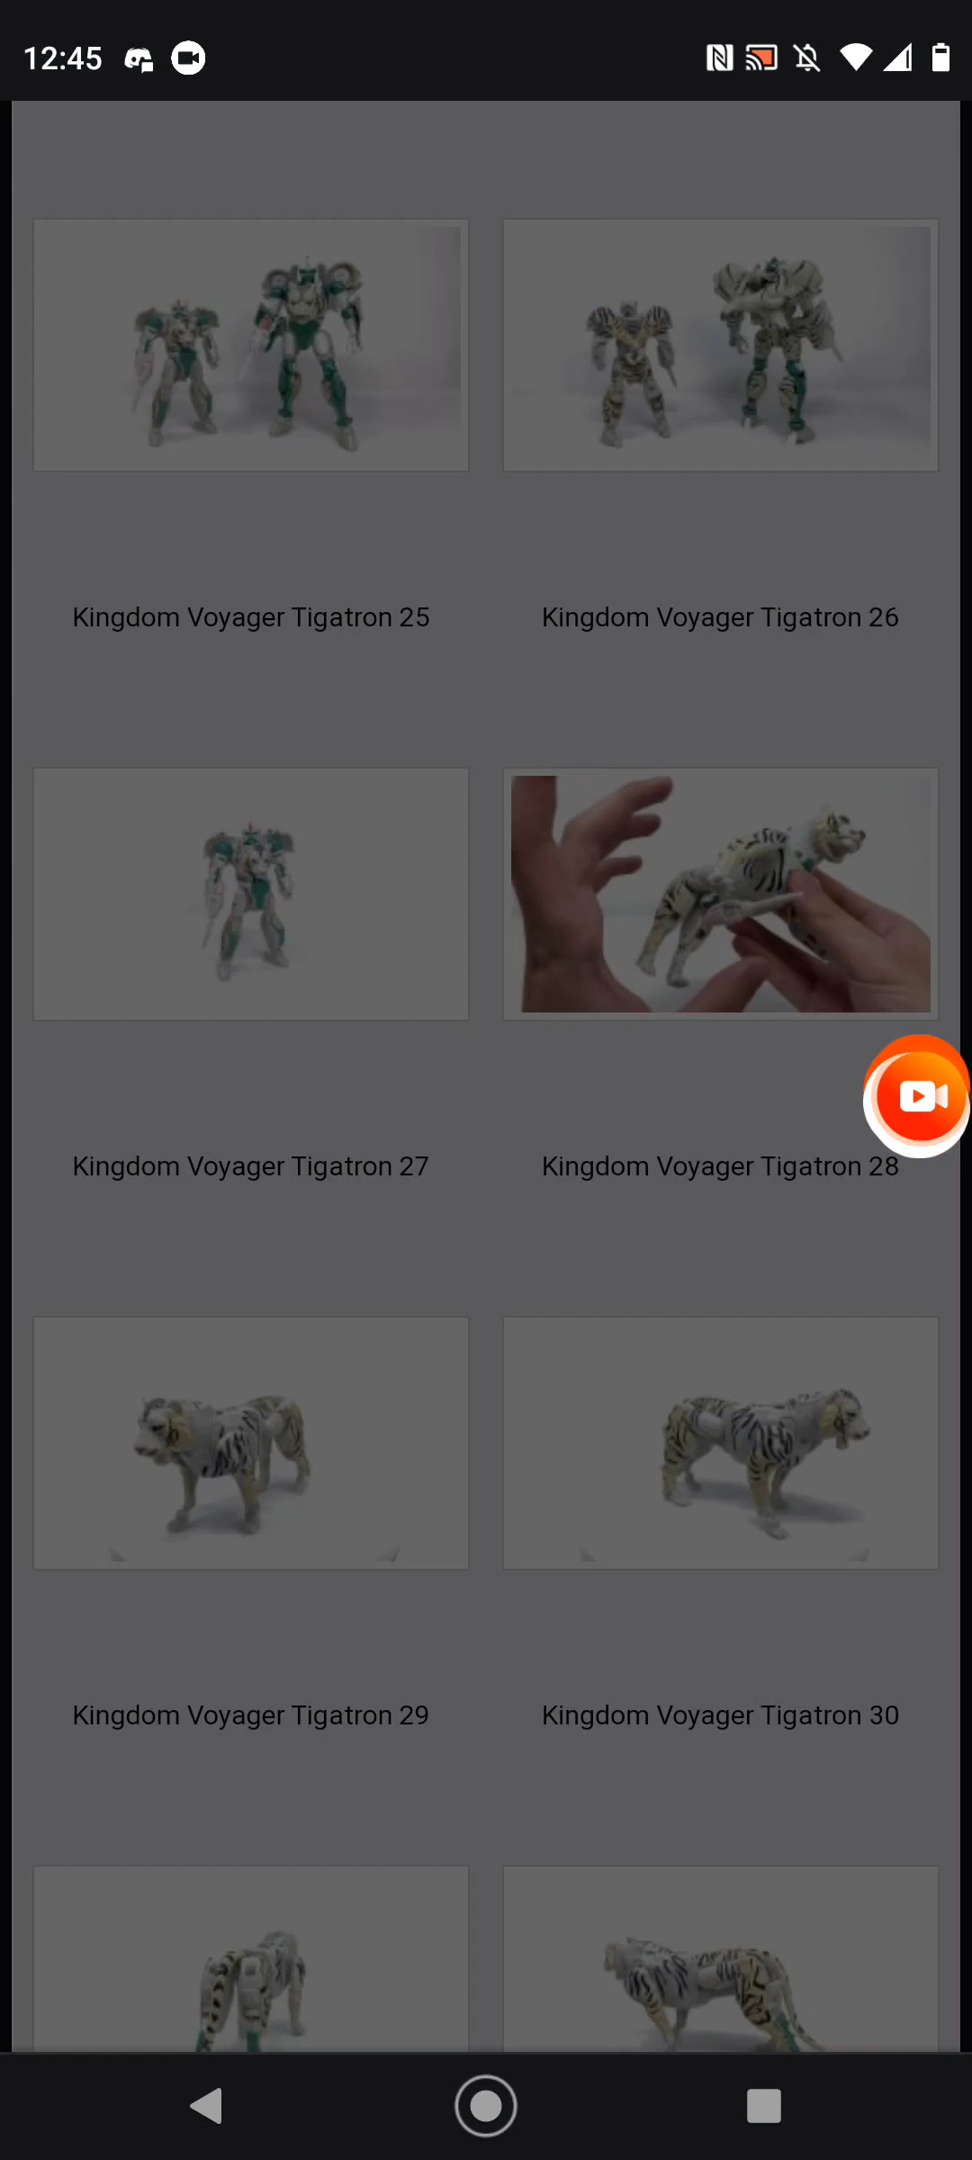 12:45
Kingdom Voyager Tigatron 25
Kingdom Voyager Tigatron 26
Kingdom Voyager Tigatron 27
Kingdom Voyager Tigatron 28
Kingdom Voyager Tigatron 29
Kingdom Voyager Tigatron 30